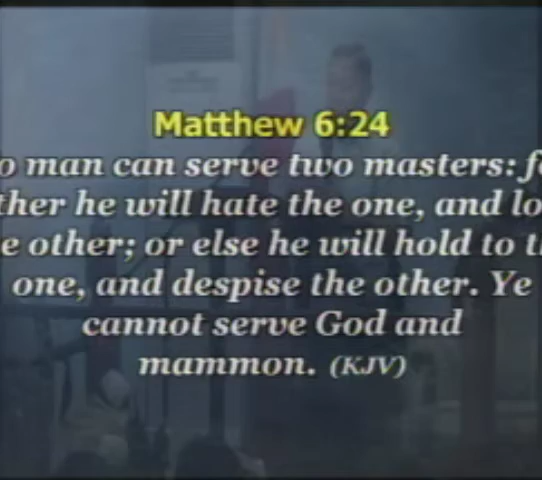 Matthew 6:24
o man can serve two masters: fo
ther he will hate the one, and lo
e other; or else he will hold to t
one, and despise the other. Ye
cannot serve God and
mammon. (KJV)